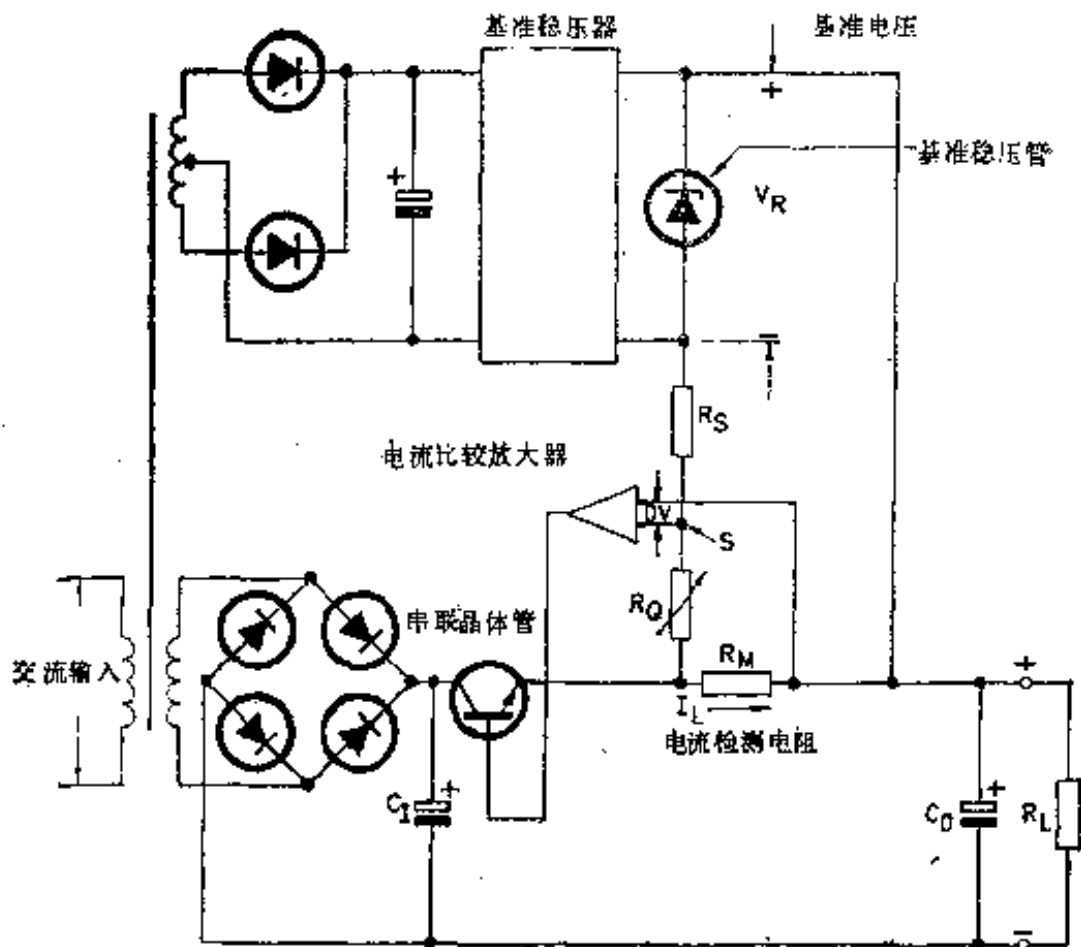 基准稳压器
基准电压
+
基准稳压管
+
V_R
R_S
电流比较放大器
DV
S
R_Q
串联晶体管
交流输入
R_M
+
I_L
电流检测电阻
C_I
+
C_O
+
R_L